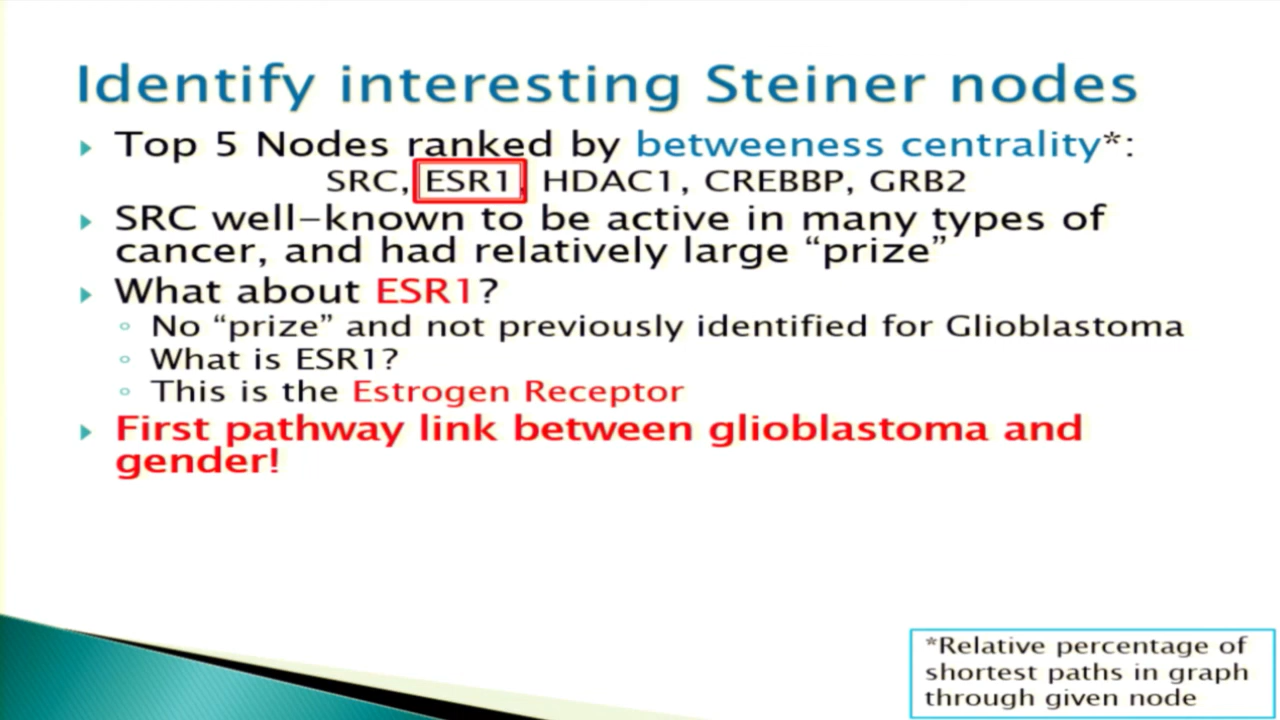 Identify interesting Steiner nodes
Top 5 Nodes ranked by betweeness centrality*:
SRC, ESR1, HDAC1, CREBBP, GRB2
SRC well-known to be active in many types of
cancer, and had relatively large “prize”
What about ESR1?
No “prize” and not previously identified for Glioblastoma
What is ESR1?
This is the Estrogen Receptor
First pathway link between glioblastoma and
gender!
*Relative percentage of
shortest paths in graph
through given node